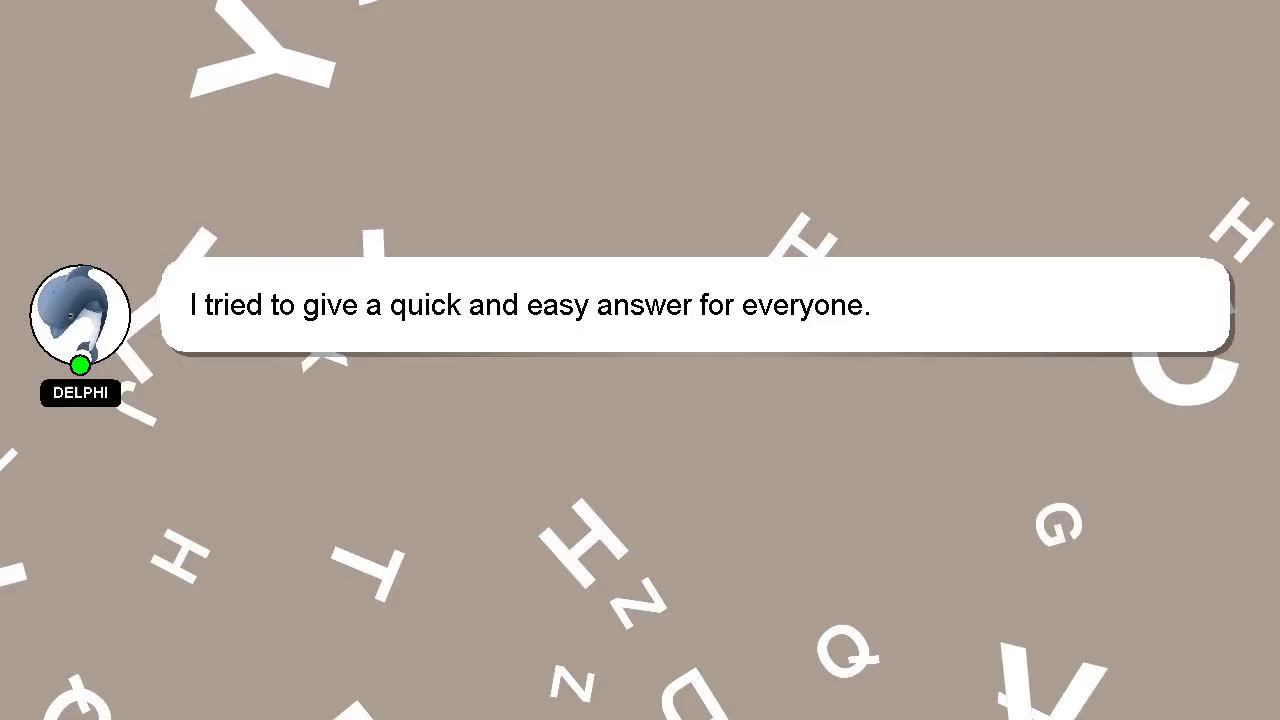 I tried to give a quick and easy answer for everyone.
DELPHI
Y
H
H
C
H
T
H
Z
G
Q
Z
Q